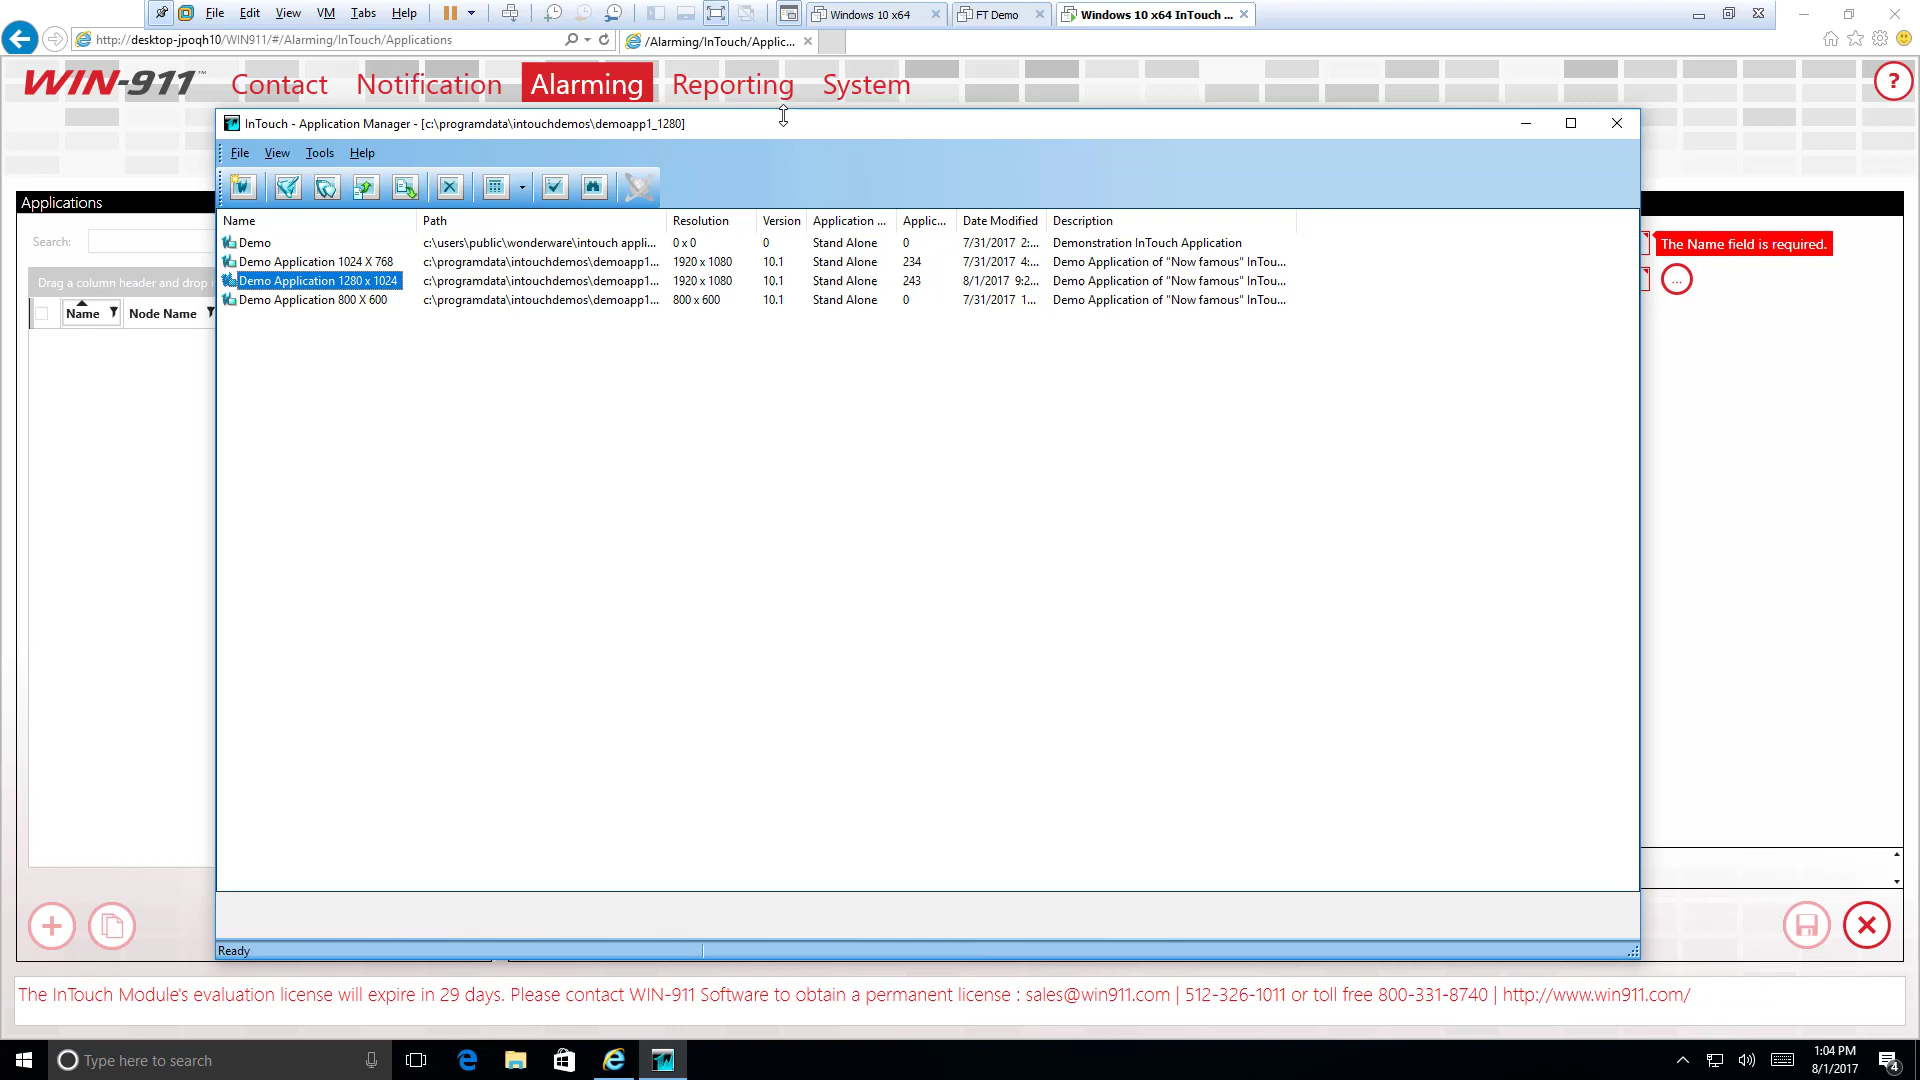 File Edit View VM Tabs Help
Windows 10 x64 FT Demo Windows 10 x64 InTouch ...
http://desktop-jpoqh10/WIN911/#/Alarming/InTouch/Applications
/Alarming/InTouch/Applic...
WIN-911™ Contact Notification Alarming Reporting System ?
InTouch - Application Manager - [c:\programdata\intouchdemos\demoapp1_1280]
File View Tools Help
Applications
Search:
Drag a column header and drop
Name Node Name
The Name field is required.
...
Name Path Resolution Version Application ... Applic... Date Modified Description
Demo c:\users\public\wonderware\intouch appli... 0 x 0 0 Stand Alone 0 7/31/2017 2:... Demonstration InTouch Application
Demo Application 1024 X 768 c:\programdata\intouchdemos\demoapp1... 1920 x 1080 10.1 Stand Alone 234 7/31/2017 4:... Demo Application of "Now famous" InTou...
Demo Application 1280 x 1024 c:\programdata\intouchdemos\demoapp1... 1920 x 1080 10.1 Stand Alone 243 8/1/2017 9:2... Demo Application of "Now famous" InTou...
Demo Application 800 X 600 c:\programdata\intouchdemos\demoapp1... 800 x 600 10.1 Stand Alone 0 7/31/2017 1... Demo Application of "Now famous" InTou...
Ready
The InTouch Module's evaluation license will expire in 29 days. Please contact WIN-911 Software to obtain a permanent license : sales@win911.com | 512-326-1011 or toll free 800-331-8740 | http://www.win911.com/
Type here to search
1:04 PM
8/1/2017
4